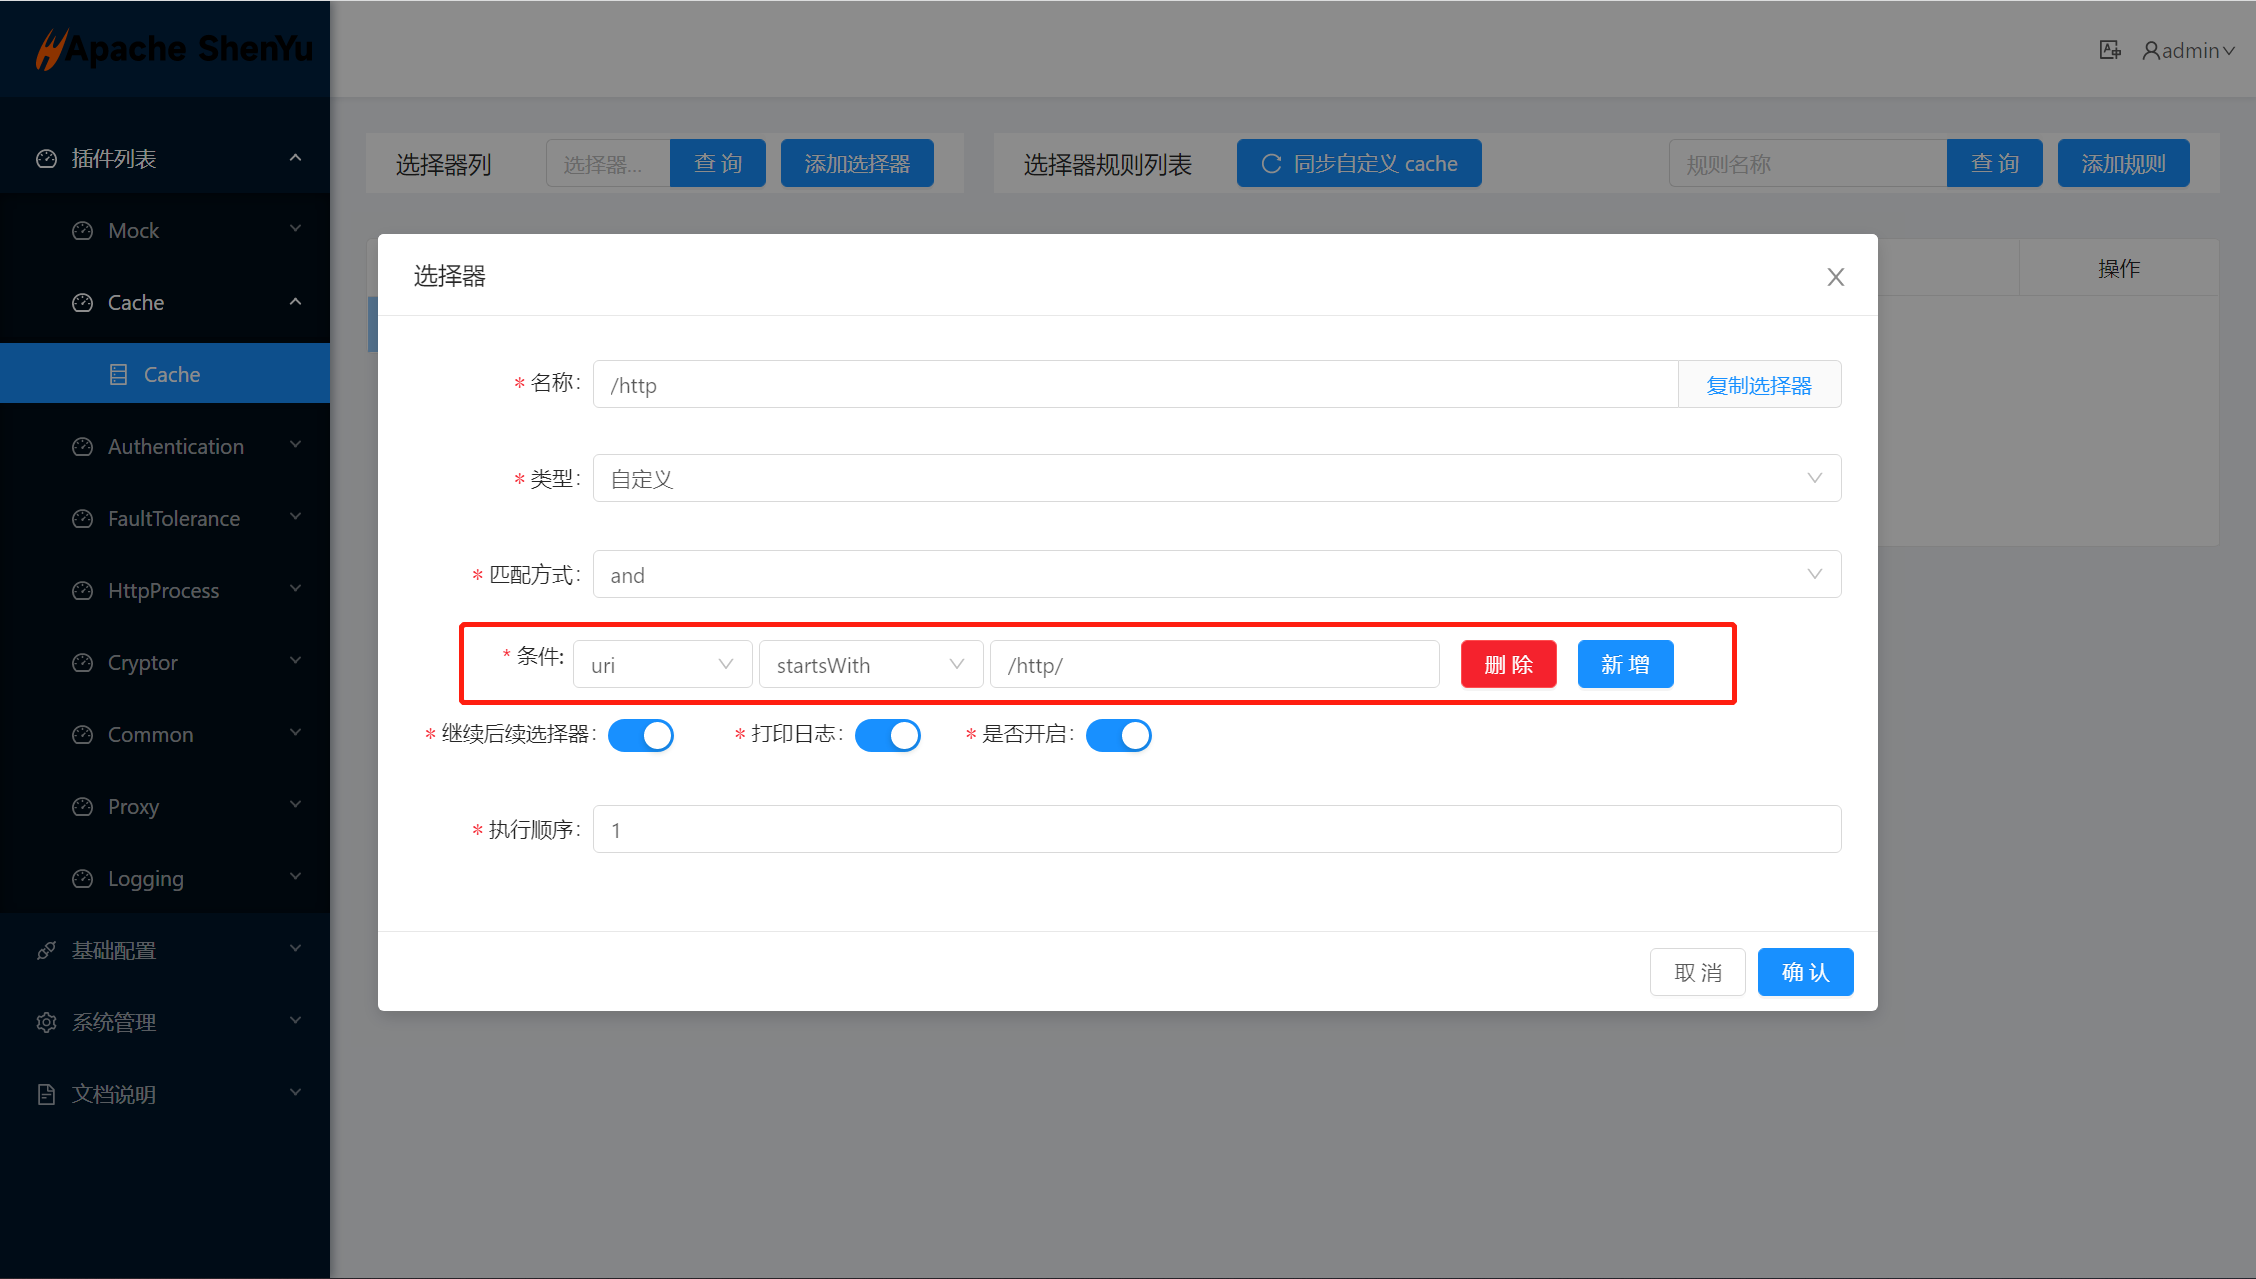 Apache ShenYu
admin
插件列表
Mock
Cache
Cache
Authentication
FaultTolerance
HttpProcess
Cryptor
Common
Proxy
Logging
基础配置
系统管理
文档说明
选择器列 选择器... 查 询 添加选择器
选择器规则列表 同步自定义 cache 规则名称 查 询 添加规则
操作
选择器
* 名称: /http 复制选择器
* 类型: 自定义
* 匹配方式: and
* 条件: uri startsWith /http/ 删 除 新 增
* 继续后续选择器: * 打印日志: * 是否开启:
* 执行顺序: 1
取 消 确 认